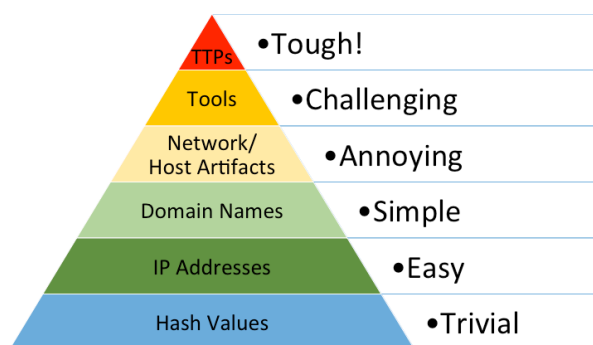 TTPs
•Tough!
Tools
•Challenging
Network/
Host Artifacts
•Annoying
Domain Names
•Simple
IP Addresses
•Easy
Hash Values
•Trivial